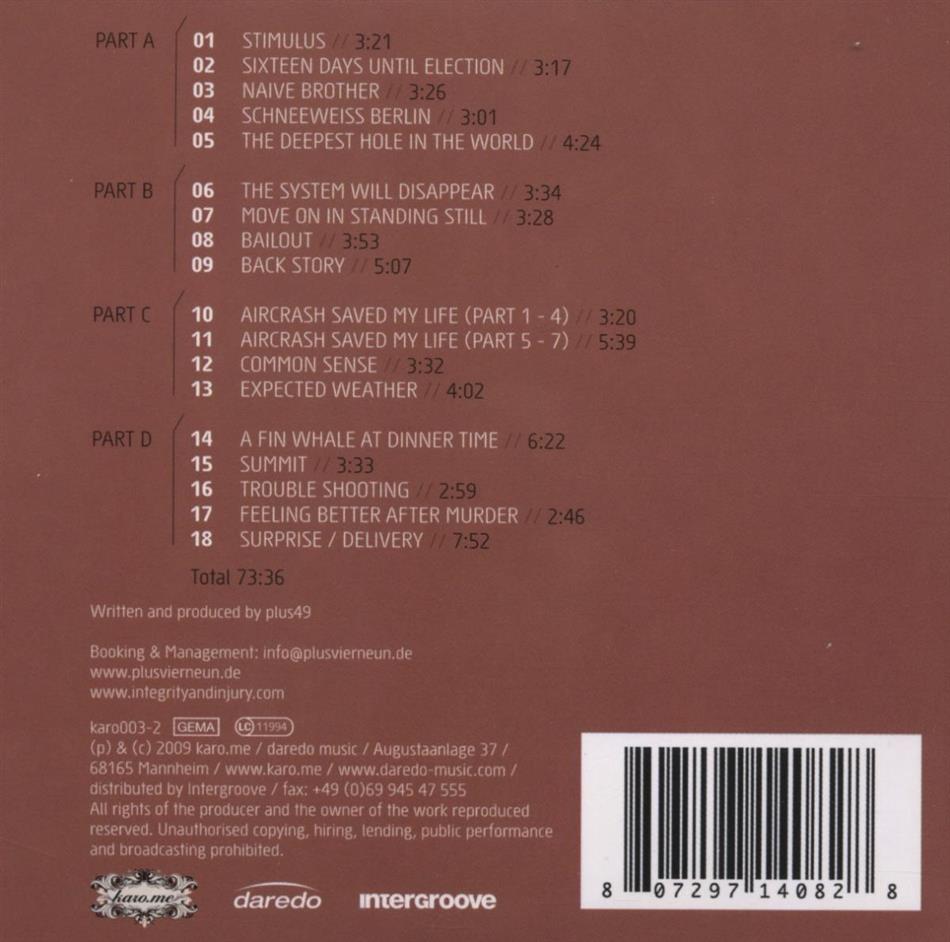 PART A 01 STIMULUS // 3:21
02 SIXTEEN DAYS UNTIL ELECTION // 3:17
03 NAIVE BROTHER // 3:26
04 SCHNEEWEISS BERLIN // 3:01
05 THE DEEPEST HOLE IN THE WORLD // 4:24
PART B 06 THE SYSTEM WILL DISAPPEAR // 3:34
07 MOVE ON IN STANDING STILL // 3:28
08 BAILOUT // 3:53
09 BACK STORY // 5:07
PART C 10 AIRCRASH SAVED MY LIFE (PART 1 - 4) // 3:20
11 AIRCRASH SAVED MY LIFE (PART 5 - 7) // 5:39
12 COMMON SENSE // 3:32
13 EXPECTED WEATHER // 4:02
PART D 14 A FIN WHALE AT DINNER TIME // 6:22
15 SUMMIT // 3:33
16 TROUBLE SHOOTING // 2:59
17 FEELING BETTER AFTER MURDER // 2:46
18 SURPRISE / DELIVERY // 7:52
Total 73:36
Written and produced by plus49
Booking & Management: info@plusvierneun.de
www.plusvierneun.de
www.integrityandinjury.com
karo003-2 GEMA LC 11994
(p) & (c) 2009 karo.me / daredo music / Augustaanlage 37 /
68165 Mannheim / www.karo.me / www.daredo-music.com /
distributed by Intergroove / fax: +49 (0)69 945 47 555
All rights of the producer and the owner of the work reproduced
reserved. Unauthorised copying, hiring, lending, public performance
and broadcasting prohibited.
karo.me daredo intergroove
8 07297 14082 8